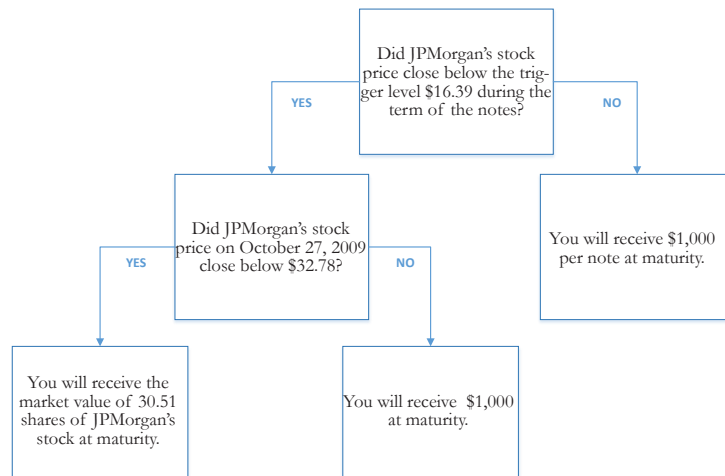 Did JPMorgan's stock
price close below the trig-
ger level $16.39 during the
term of the notes?
YES
NO
Did JPMorgan's stock
price on October 27, 2009
close below $32.78?
You will receive $1,000
per note at maturity.
YES
NO
You will receive the
market value of 30.51
shares of JPMorgan's
stock at maturity.
You will receive $1,000
at maturity.